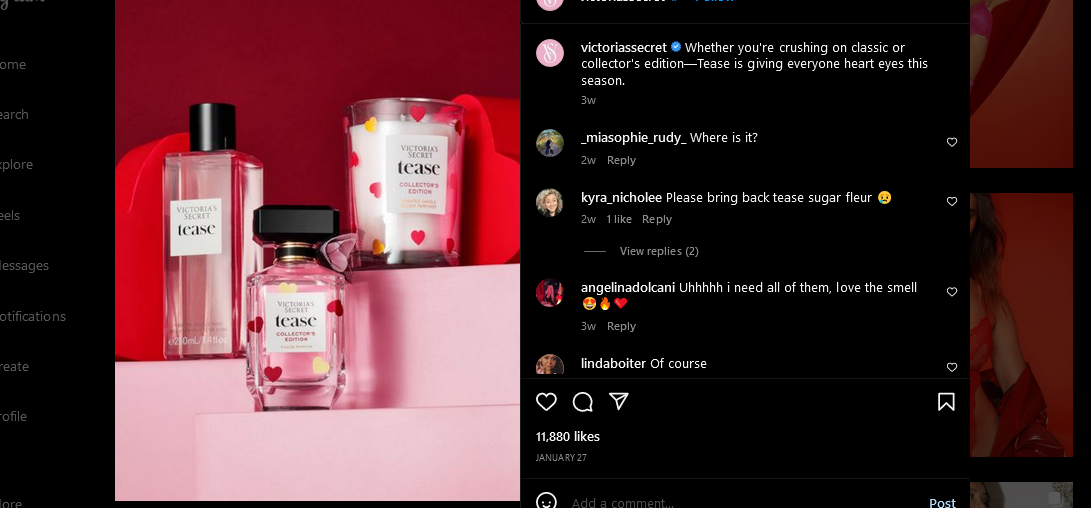 ome
earch
xplore
eels
lessages
otifications
reate
rofile
lore
VICTORIA'S
SECRET
tease
250mL/8.4 fl oz
VICTORIA'S
SECRET
tease
COLLECTOR'S
EDITION
VICTORIA'S
SECRET
tease
COLLECTOR'S
EDITION
victoriassecret Whether you're crushing on classic or
collector's edition—Tease is giving everyone heart eyes this
season.
3w
_miasophie_rudy_ Where is it?
2w Reply
kyra_nicholee Please bring back tease sugar fleur 😢
2w 1 like Reply
View replies (2)
angelinadolcani Uhhhhh i need all of them, love the smell
😍🔥❤️
3w Reply
lindaboiter Of course
11,880 likes
JANUARY 27
Add a comment...
Post